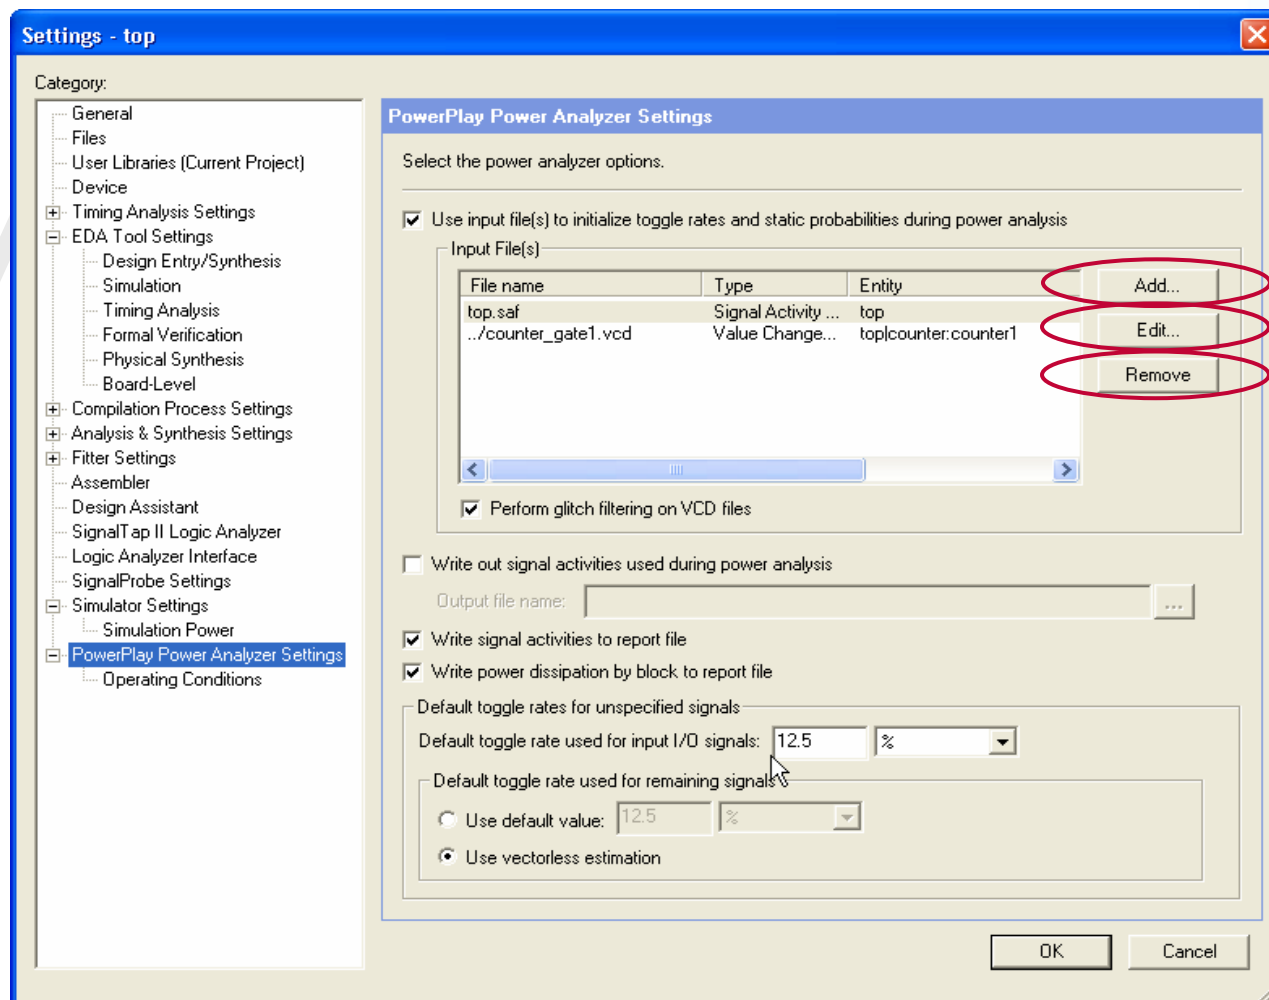 Settings - top
Category:
General
Files
User Libraries (Current Project)
Device
Timing Analysis Settings
EDA Tool Settings
Design Entry/Synthesis
Simulation
Timing Analysis
Formal Verification
Physical Synthesis
Board-Level
Compilation Process Settings
Analysis & Synthesis Settings
Fitter Settings
Assembler
Design Assistant
SignalTap II Logic Analyzer
Logic Analyzer Interface
SignalProbe Settings
Simulator Settings
Simulation Power
PowerPlay Power Analyzer Settings
Operating Conditions
PowerPlay Power Analyzer Settings
Select the power analyzer options.
Use input file(s) to initialize toggle rates and static probabilities during power analysis
Input File(s)
File name Type Entity
top.saf Signal Activity ... top
../counter_gate1.vcd Value Change... top|counter:counter1
Add...
Edit...
Remove
Perform glitch filtering on VCD files
Write out signal activities used during power analysis
Output file name: ...
Write signal activities to report file
Write power dissipation by block to report file
Default toggle rates for unspecified signals
Default toggle rate used for input I/O signals: 12.5 %
Default toggle rate used for remaining signals
Use default value: 12.5 %
Use vectorless estimation
OK Cancel